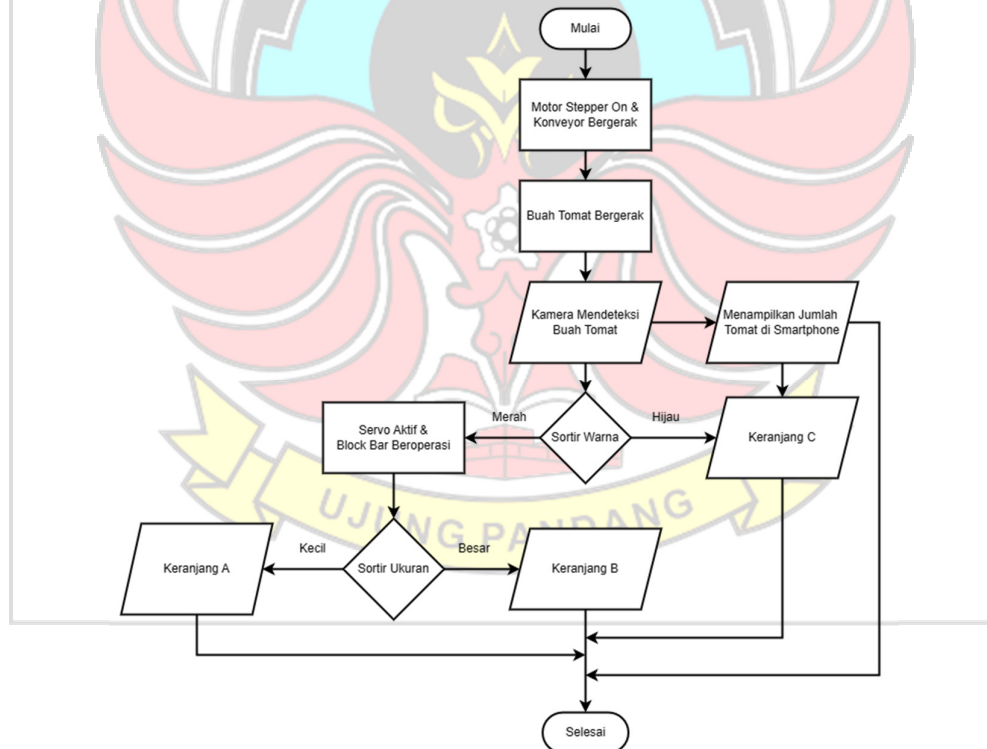 Mulai
Motor Stepper On &
Konveyor Bergerak
Buah Tomat Bergerak
Kamera Mendeteksi
Buah Tomat
Menampilkan Jumlah
Tomat di Smartphone
Merah
Sortir Warna
Hijau
Keranjang C
Servo Aktif &
Block Bar Beroperasi
UJUNG PANDANG
Keranjang A
Kecil
Sortir Ukuran
Besar
Keranjang B
Selesai